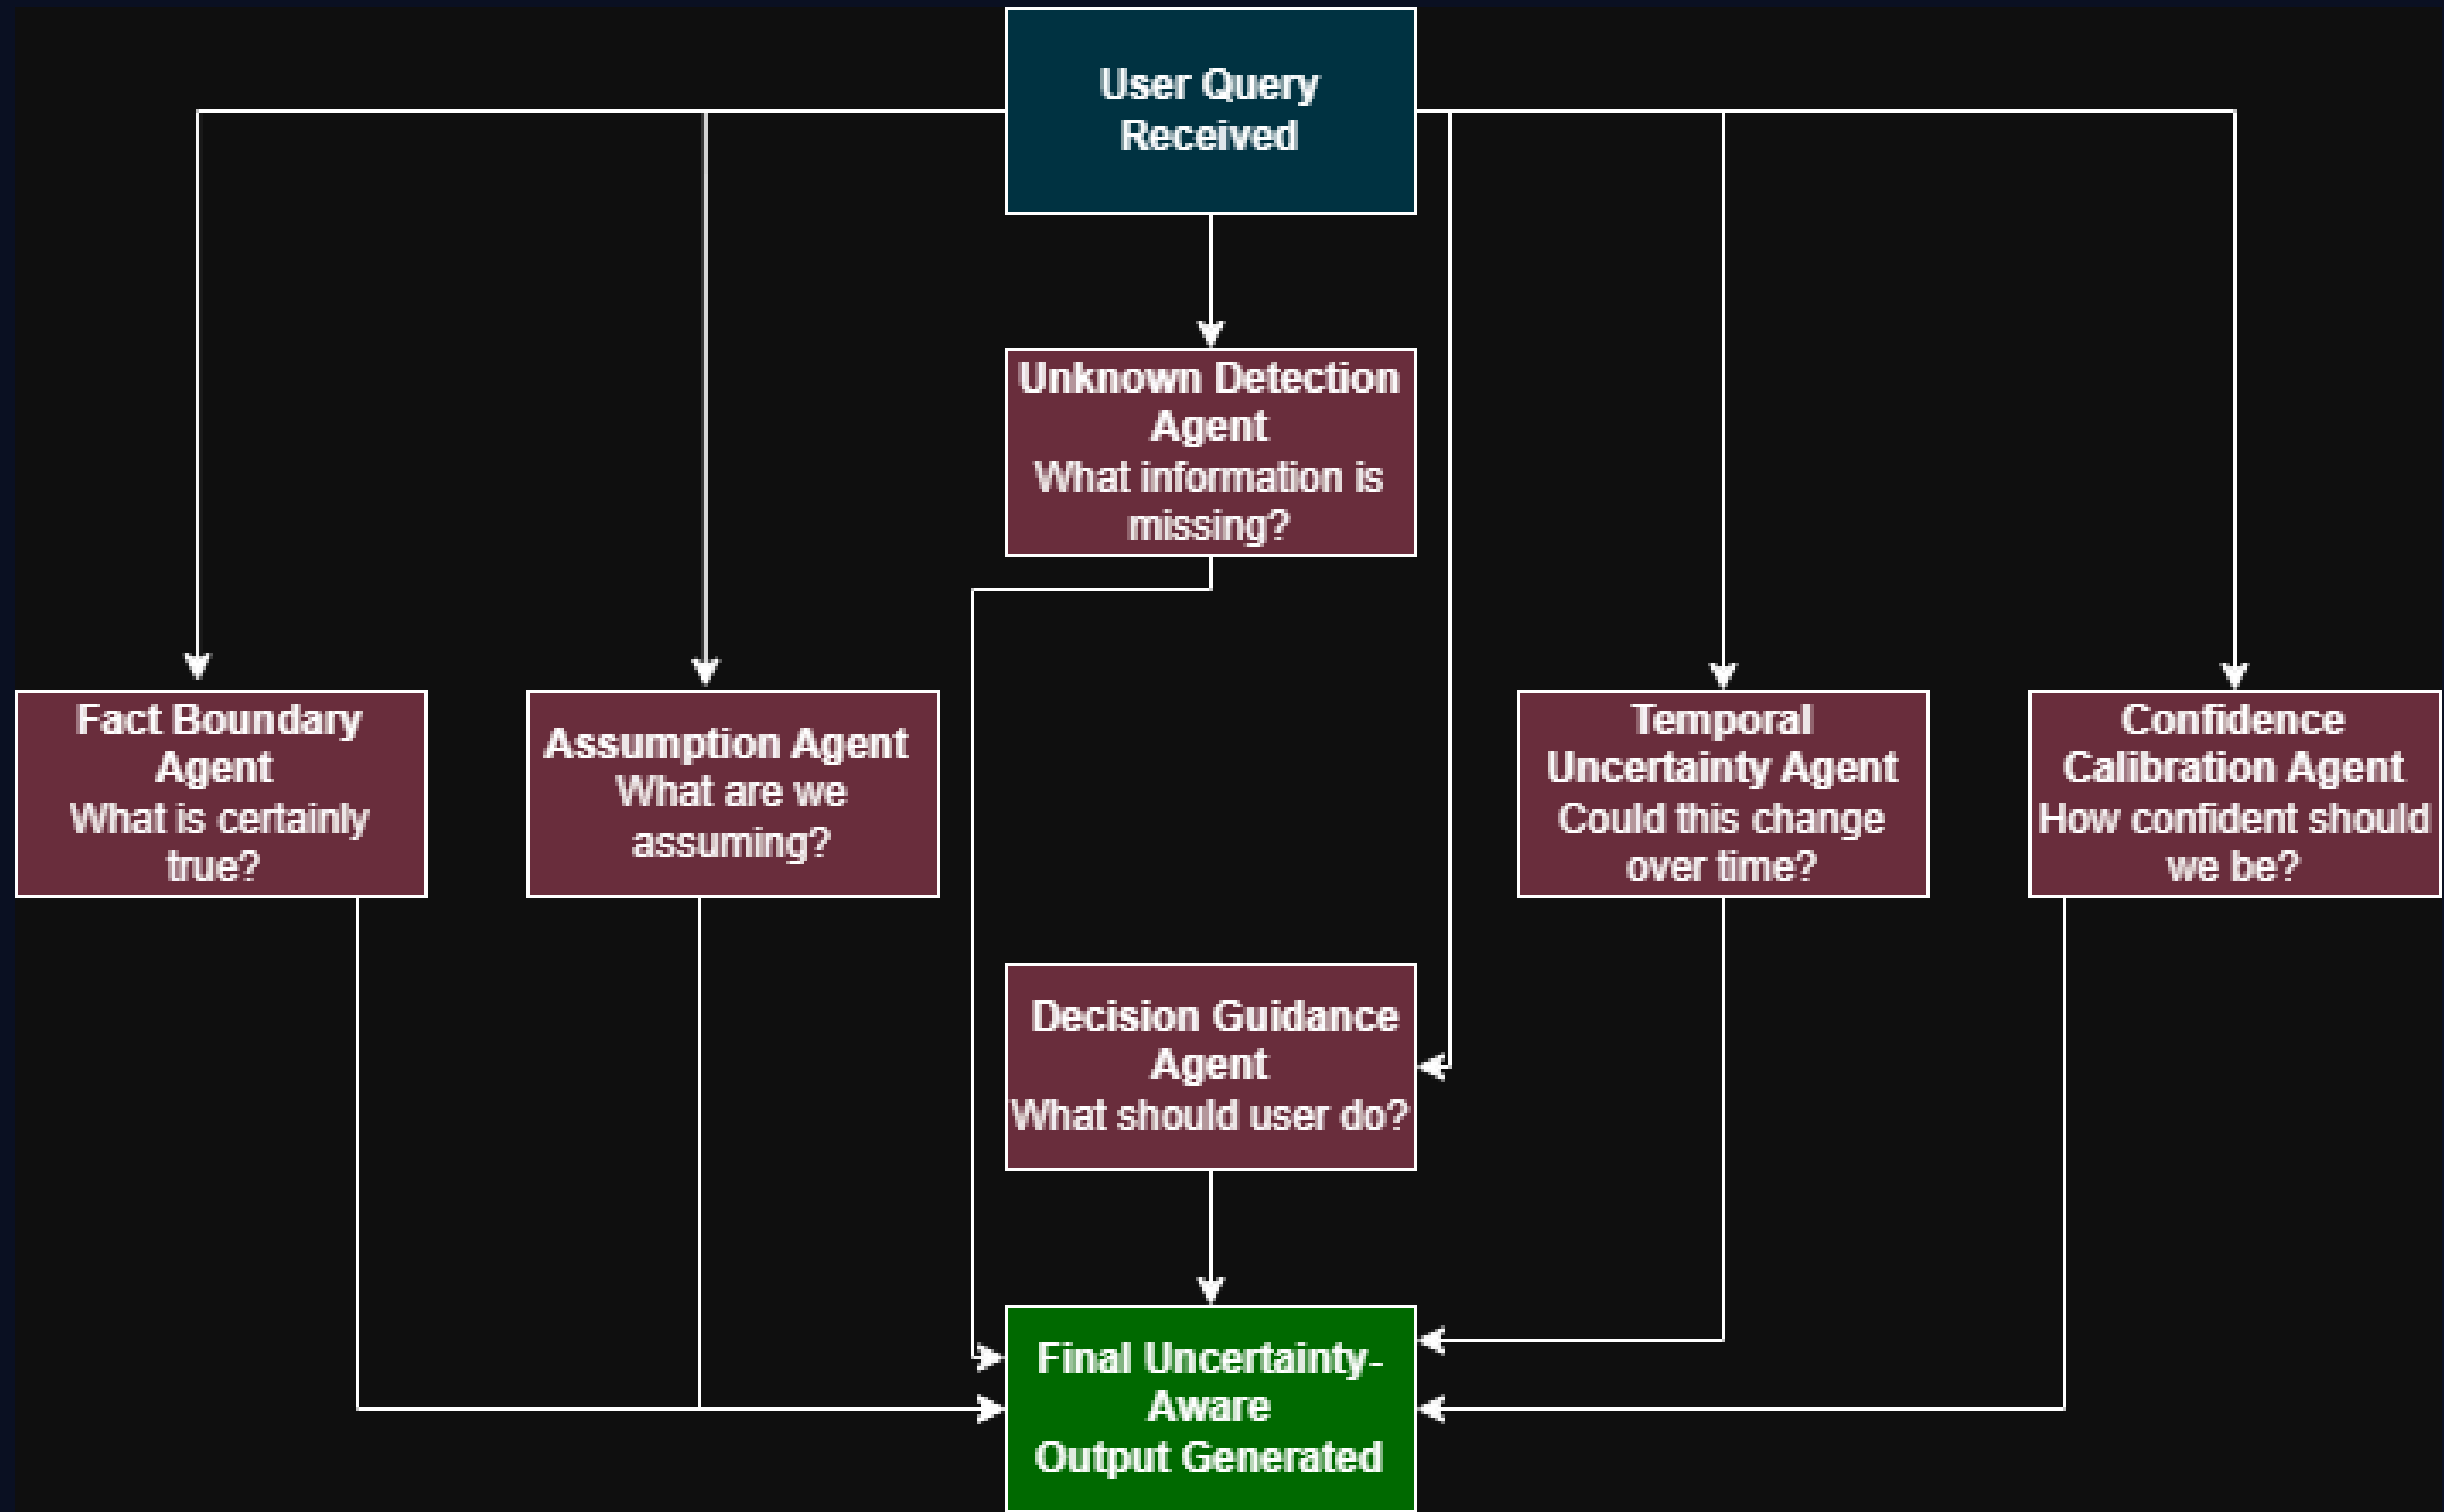 User Query
Received
Unknown Detection
Agent
What information is
missing?
Fact Boundary
Agent
What is certainly
true?
Assumption Agent
What are we
assuming?
Temporal
Uncertainty Agent
Could this change
over time?
Confidence
Calibration Agent
How confident should
we be?
Decision Guidance
Agent
What should user do?
Final Uncertainty-
Aware
Output Generated